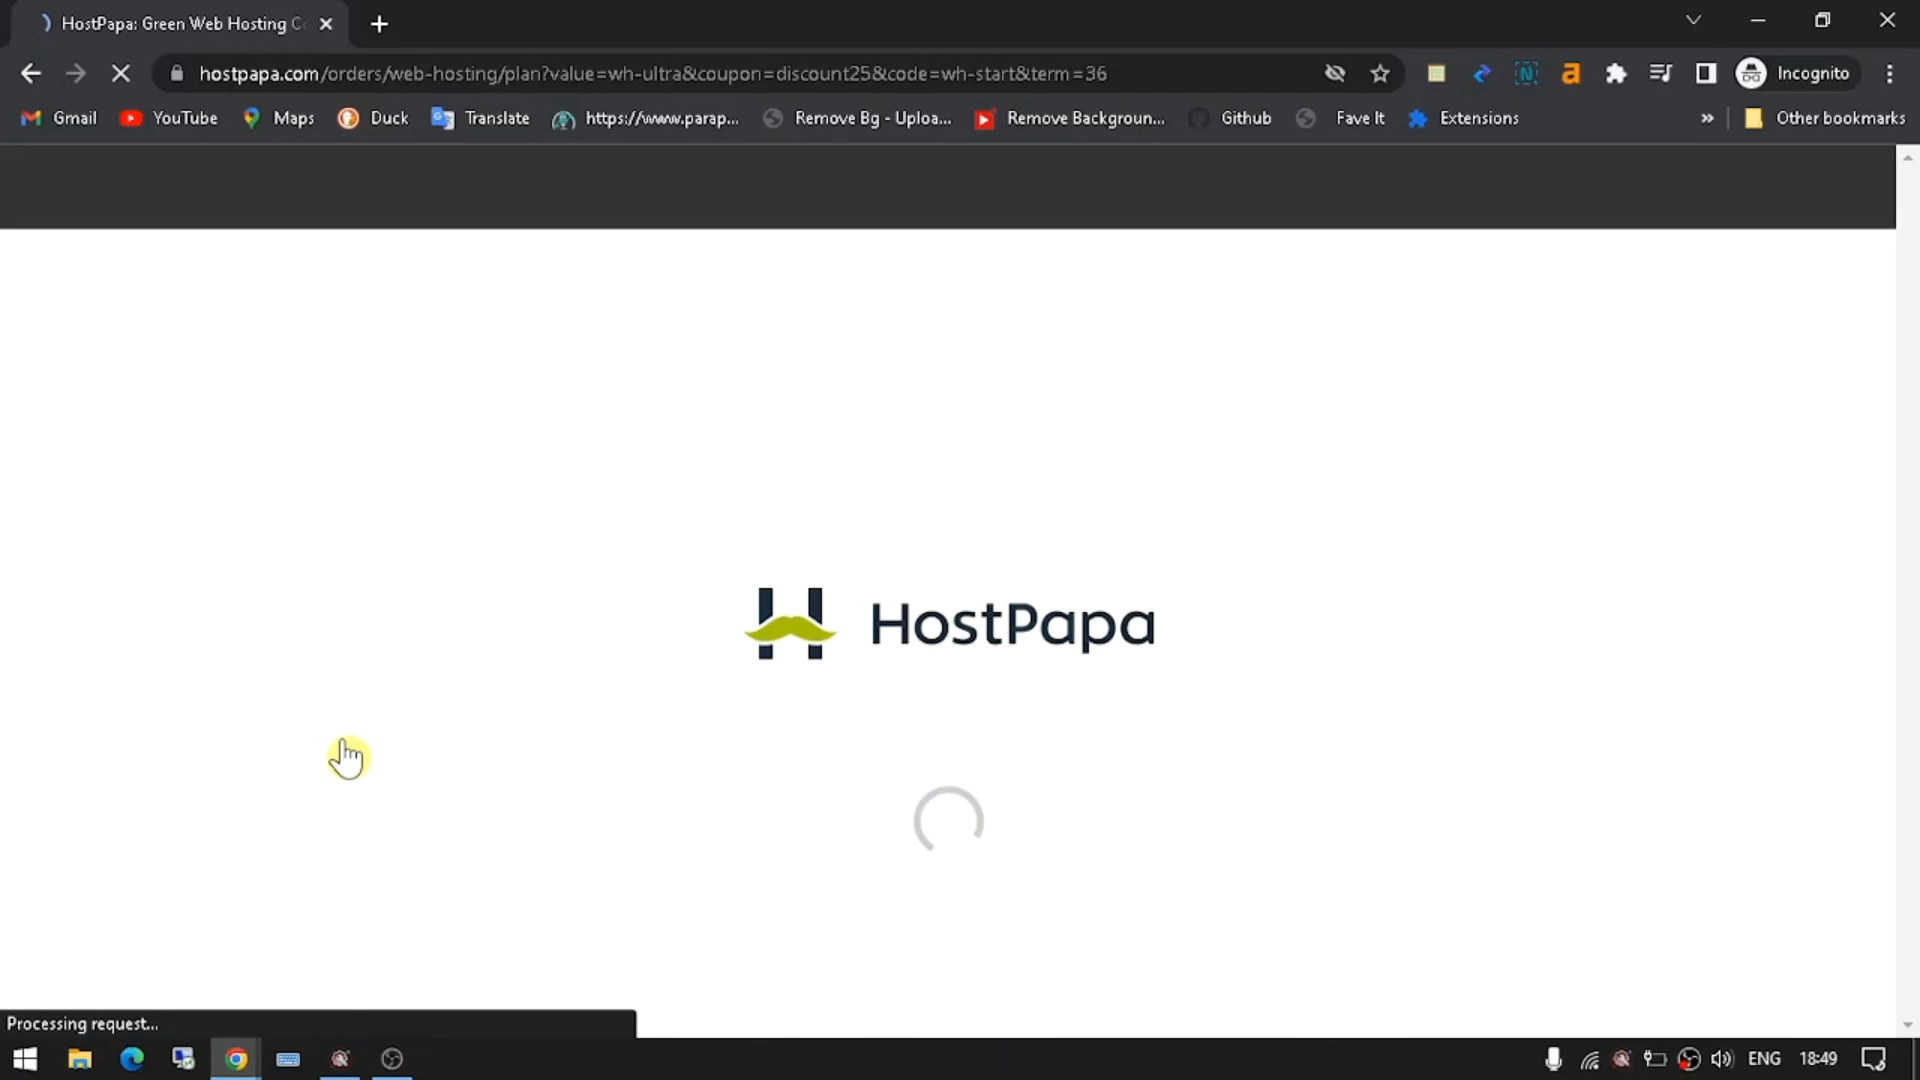 HostPapa: Green Web Hosting C
hostpapa.com/orders/web-hosting/plan?value=wh-ultra&coupon=discount25&code=wh-start&term=36
Incognito
Gmail
YouTube
Maps
Duck
Translate
https://www.parap...
Remove Bg - Uploa...
Remove Backgroun...
Github
Fave It
Extensions
»
Other bookmarks
HostPapa
Processing request...
ENG
18:49